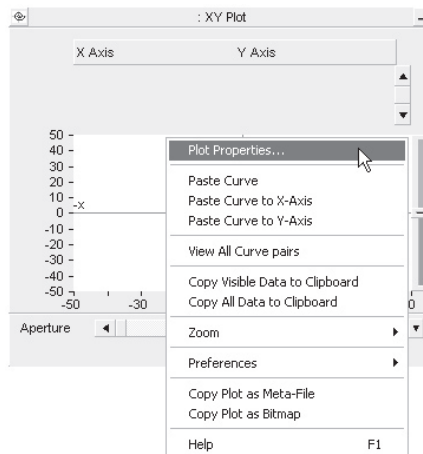 : XY Plot
X Axis Y Axis
50
40
30
20
10
0
-10
-20
-30
-40
-50
-x
-50 -30 0
Aperture
Plot Properties...
Paste Curve
Paste Curve to X-Axis
Paste Curve to Y-Axis
View All Curve pairs
Copy Visible Data to Clipboard
Copy All Data to Clipboard
Zoom
Preferences
Copy Plot as Meta-File
Copy Plot as Bitmap
Help F1